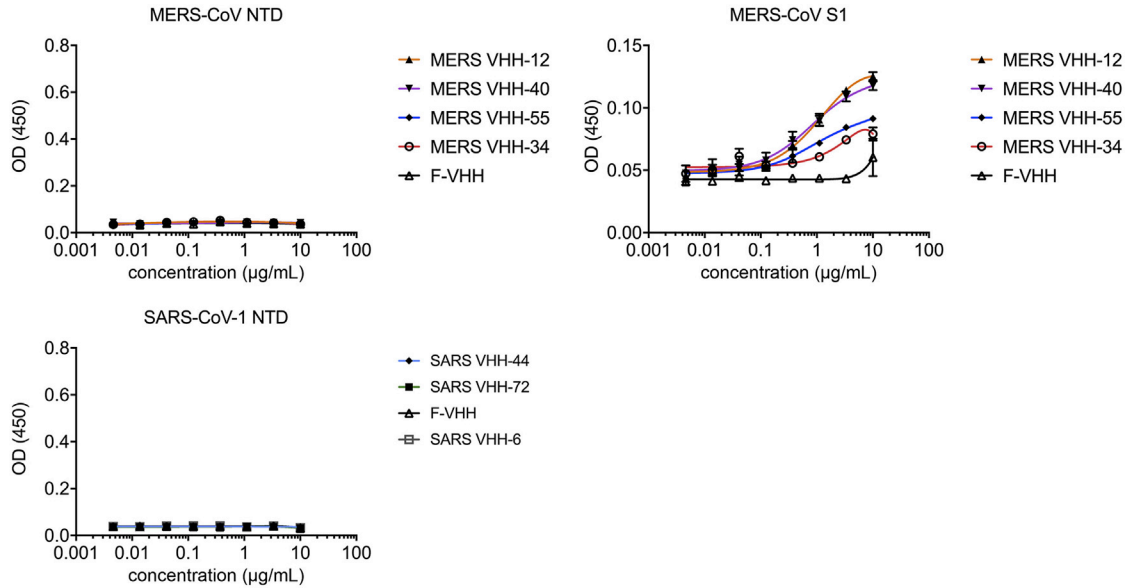 MERS-CoV NTD
OD (450)
0.8
0.6
0.4
0.2
0.0
0.001 0.01 0.1 1 10 100
concentration (µg/mL)
MERS VHH-12
MERS VHH-40
MERS VHH-55
MERS VHH-34
F-VHH
MERS-CoV S1
OD (450)
0.15
0.10
0.05
0.00
0.001 0.01 0.1 1 10 100
concentration (µg/mL)
MERS VHH-12
MERS VHH-40
MERS VHH-55
MERS VHH-34
F-VHH
SARS-CoV-1 NTD
OD (450)
0.8
0.6
0.4
0.2
0.0
0.001 0.01 0.1 1 10 100
concentration (µg/mL)
SARS VHH-44
SARS VHH-72
F-VHH
SARS VHH-6